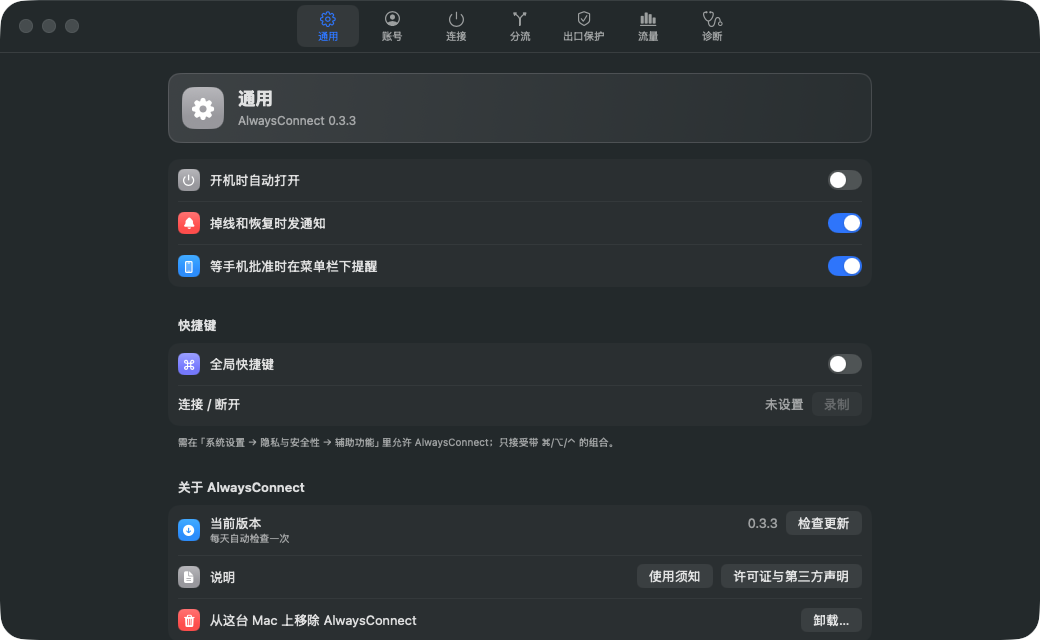 通用
账号
连接
分流
出口保护
流量
诊断
通用
AlwaysConnect 0.3.3
开机时自动打开
掉线和恢复时发通知
等手机批准时在菜单栏下提醒
快捷键
全局快捷键
连接 / 断开
未设置
录制
需在「系统设置 → 隐私与安全性 → 辅助功能」里允许 AlwaysConnect；只接受带 ⌘/⌥/^ 的组合。
关于 AlwaysConnect
当前版本
每天自动检查一次
0.3.3
检查更新
说明
使用须知
许可证与第三方声明
从这台 Mac 上移除 AlwaysConnect
卸载...